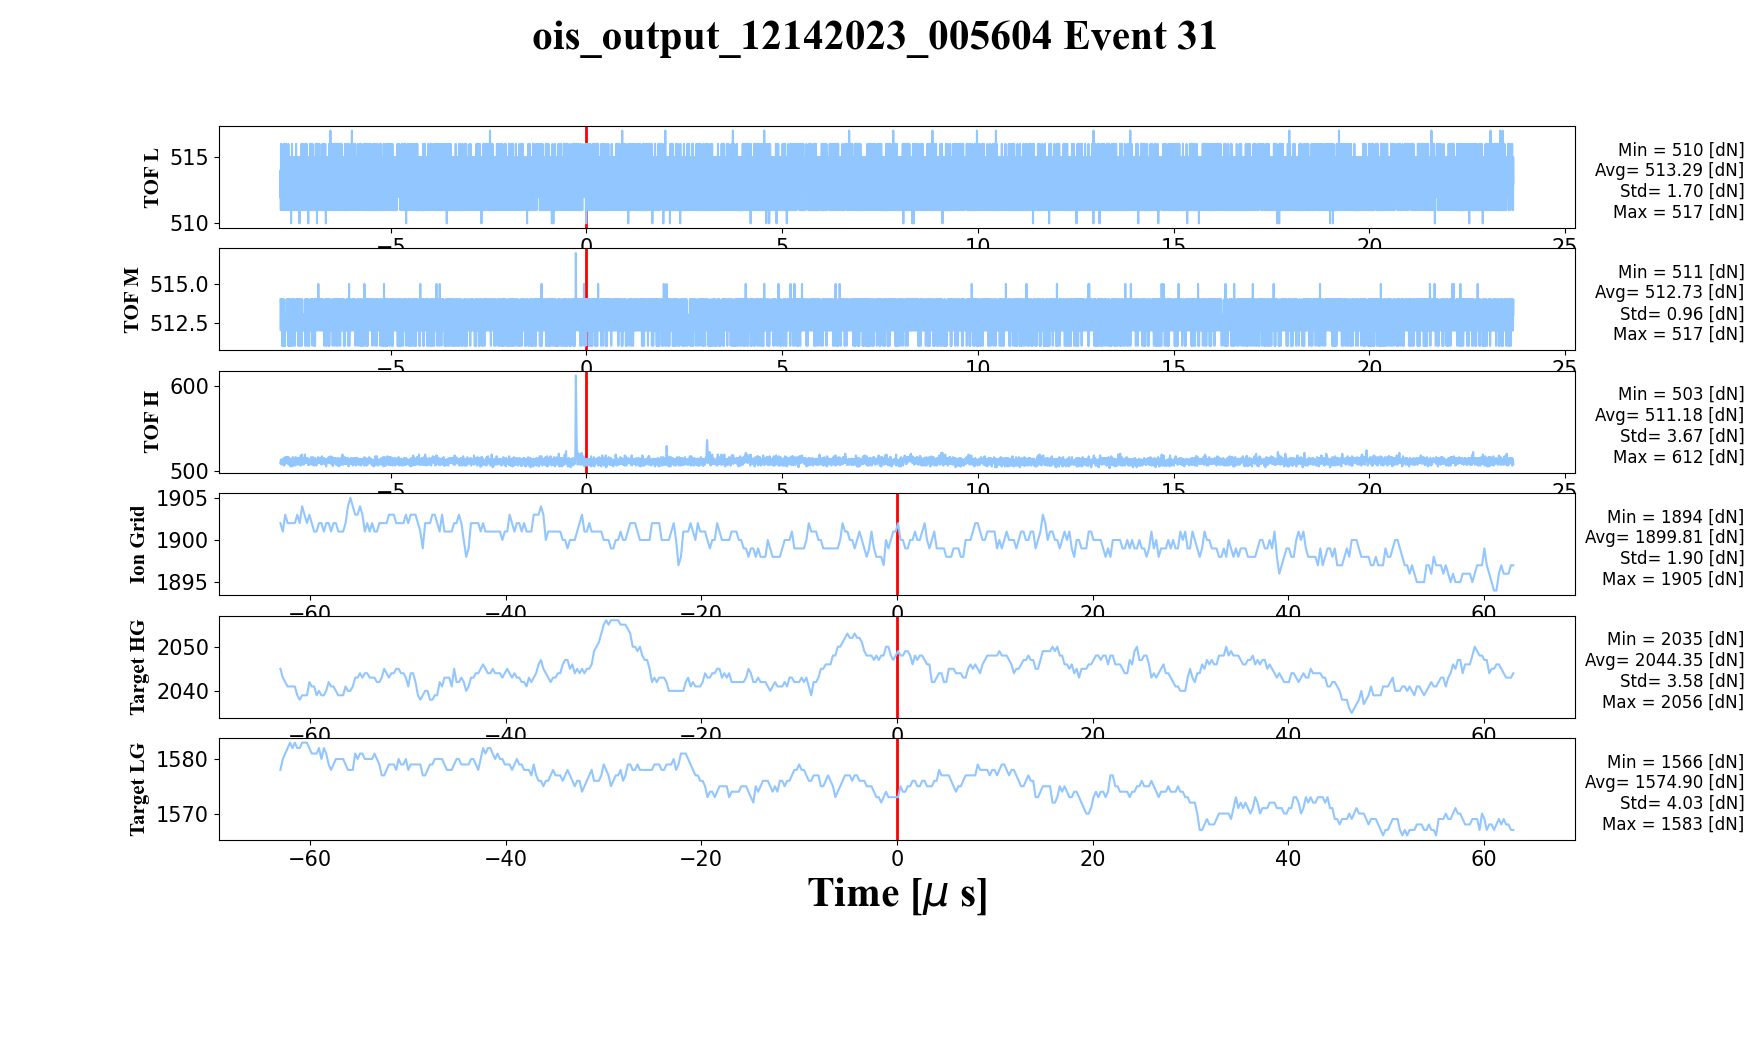 ois_output_12142023_005604 Event 31
TOF L
515
510
−5 0 5 10 15 20 25
Min = 510 [dN]
Avg= 513.29 [dN]
Std= 1.70 [dN]
Max = 517 [dN]
TOF M
515.0
512.5
−5 0 5 10 15 20 25
Min = 511 [dN]
Avg= 512.73 [dN]
Std= 0.96 [dN]
Max = 517 [dN]
TOF H
600
500
−5 0 5 10 15 20 25
Min = 503 [dN]
Avg= 511.18 [dN]
Std= 3.67 [dN]
Max = 612 [dN]
Ion Grid
1905
1900
1895
−60 −40 −20 0 20 40 60
Min = 1894 [dN]
Avg= 1899.81 [dN]
Std= 1.90 [dN]
Max = 1905 [dN]
Target HG
2050
2040
−60 −40 −20 0 20 40 60
Min = 2035 [dN]
Avg= 2044.35 [dN]
Std= 3.58 [dN]
Max = 2056 [dN]
Target LG
1580
1570
−60 −40 −20 0 20 40 60
Min = 1566 [dN]
Avg= 1574.90 [dN]
Std= 4.03 [dN]
Max = 1583 [dN]
Time [μ s]